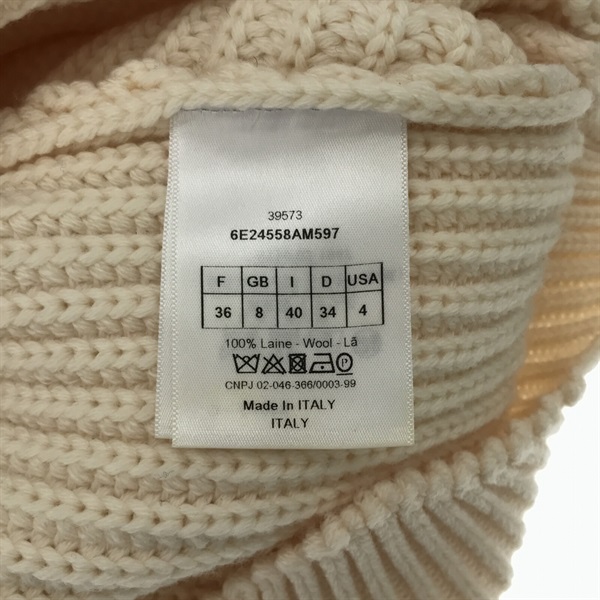 39573
6E24558AM597
F GB I D USA
36 8 40 34 4
100% Laine - Wool - Lã
CNPJ 02-046-366/0003-99
Made In ITALY
ITALY